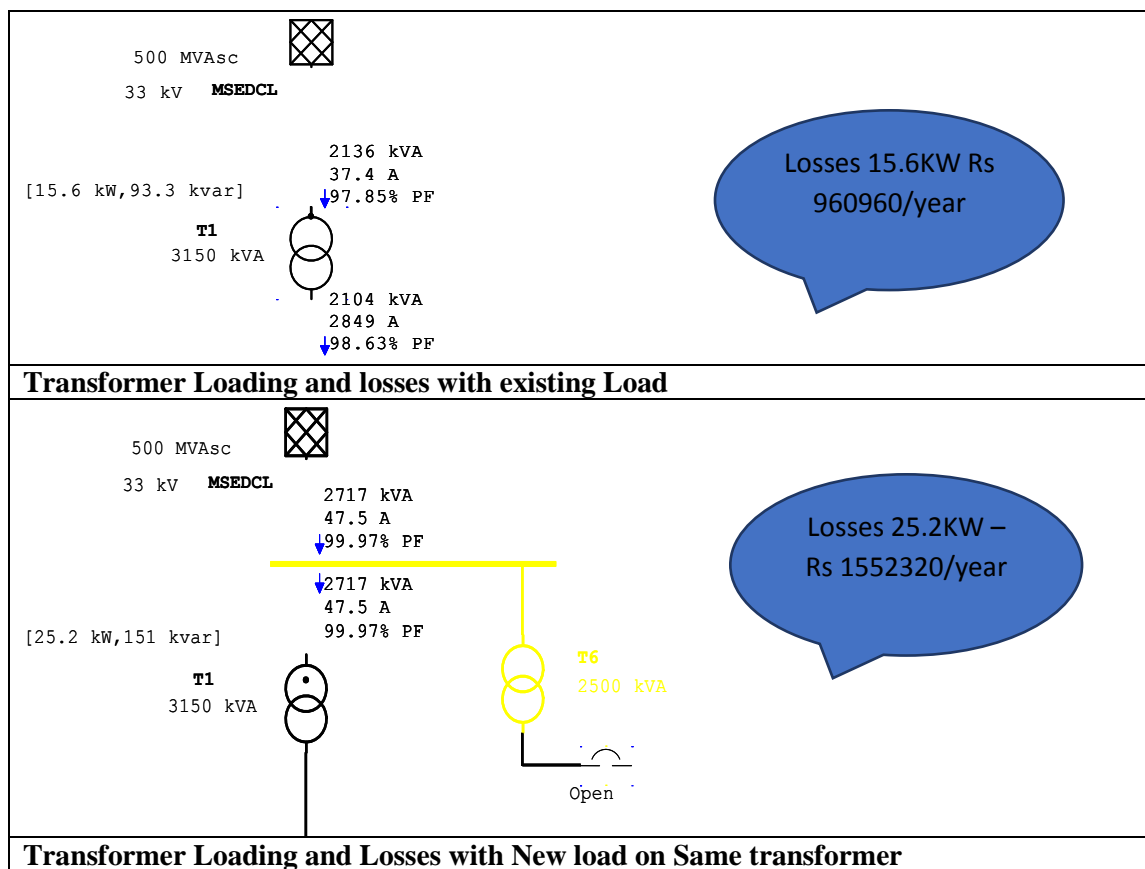 500 MVAsc
33 kV MSEDCL
2136 kVA
37.4 A
97.85% PF
[15.6 kW,93.3 kvar]
T1
3150 kVA
2104 kVA
2849 A
98.63% PF
Losses 15.6KW Rs
960960/year
Transformer Loading and losses with existing Load
500 MVAsc
33 kV MSEDCL
2717 kVA
47.5 A
99.97% PF
2717 kVA
47.5 A
99.97% PF
[25.2 kW,151 kvar]
T1
3150 kVA
T6
2500 kVA
Open
Losses 25.2KW –
Rs 1552320/year
Transformer Loading and Losses with New load on Same transformer